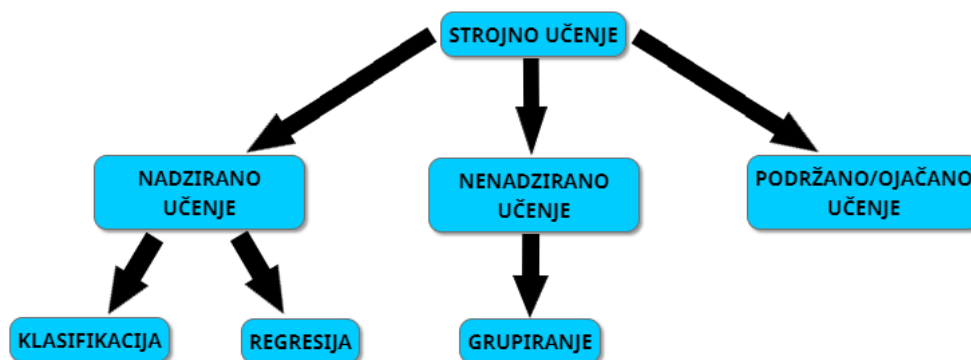 STROJNO UČENJE
NADZIRANO
UČENJE
NENADZIRANO
UČENJE
PODRŽANO/OJAČANO
UČENJE
KLASIFIKACIJA
REGRESIJA
GRUPIRANJE